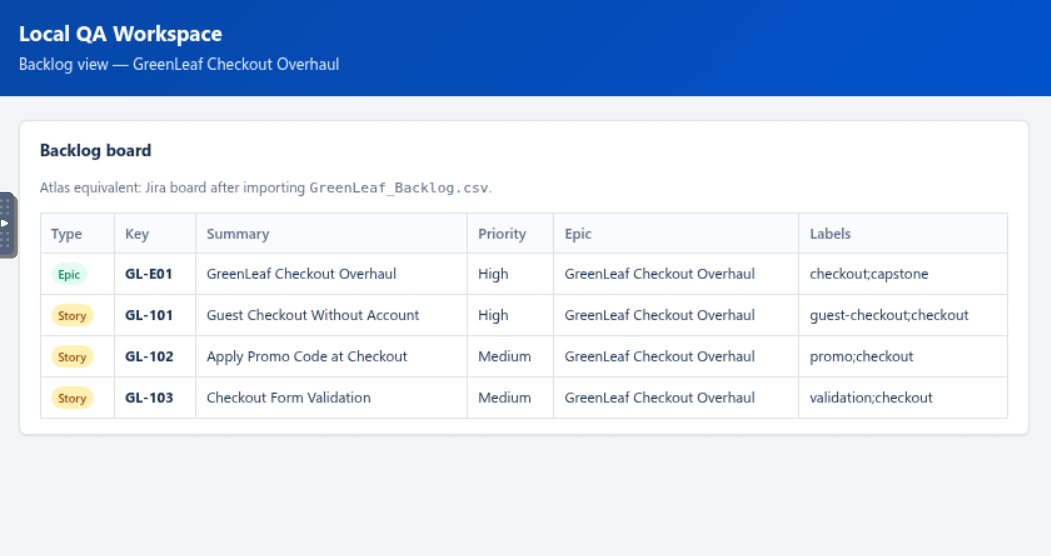 Local QA Workspace
Backlog view — GreenLeaf Checkout Overhaul
Backlog board
Atlas equivalent: Jira board after importing GreenLeaf_Backlog.csv.
Type Key Summary Priority Epic Labels
Epic GL-E01 GreenLeaf Checkout Overhaul High GreenLeaf Checkout Overhaul checkout;capstone
Story GL-101 Guest Checkout Without Account High GreenLeaf Checkout Overhaul guest-checkout;checkout
Story GL-102 Apply Promo Code at Checkout Medium GreenLeaf Checkout Overhaul promo;checkout
Story GL-103 Checkout Form Validation Medium GreenLeaf Checkout Overhaul validation;checkout